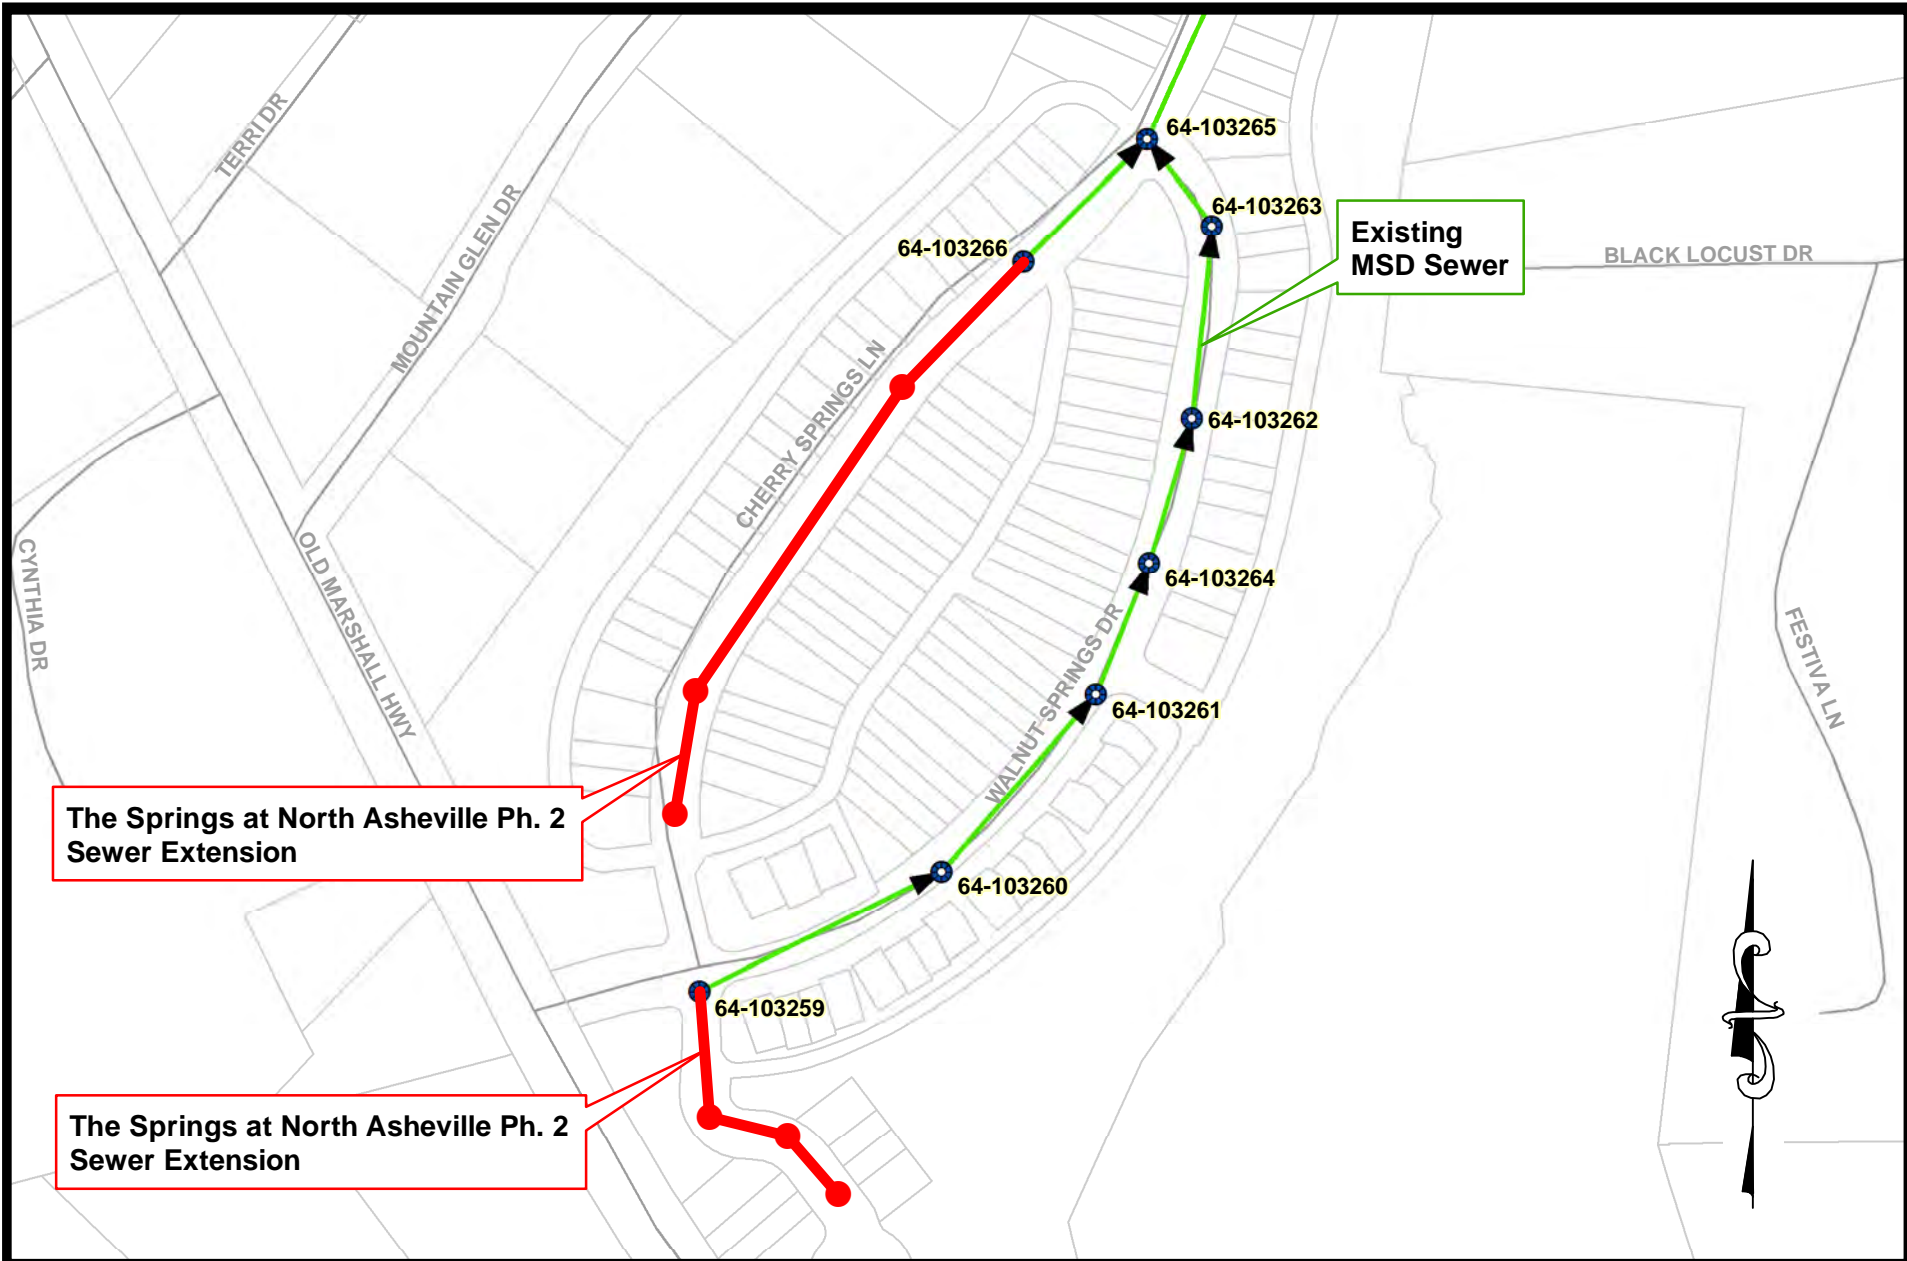 64-103265
TERRI DR
64-103263
MOUNTAIN GLEN DR
64-103266
Existing
MSD Sewer
BLACK LOCUST DR
CHERRY SPRINGS LN
64-103262
CYNTHIA DR
OLD MARSHALL HWY
64-103264
FESTIVA LN
WALNUT SPRINGS DR
64-103261
The Springs at North Asheville Ph. 2
Sewer Extension
64-103260
64-103259
The Springs at North Asheville Ph. 2
Sewer Extension